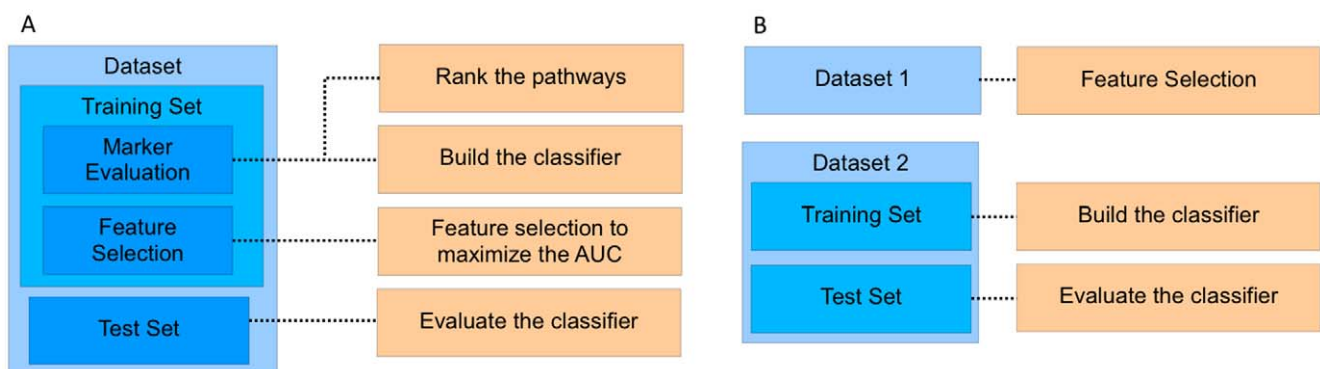 A
Dataset
Training Set
Marker
Evaluation
Feature
Selection
Test Set
Rank the pathways
Build the classifier
Feature selection to
maximize the AUC
Evaluate the classifier
B
Dataset 1
Feature Selection
Dataset 2
Training Set
Build the classifier
Test Set
Evaluate the classifier